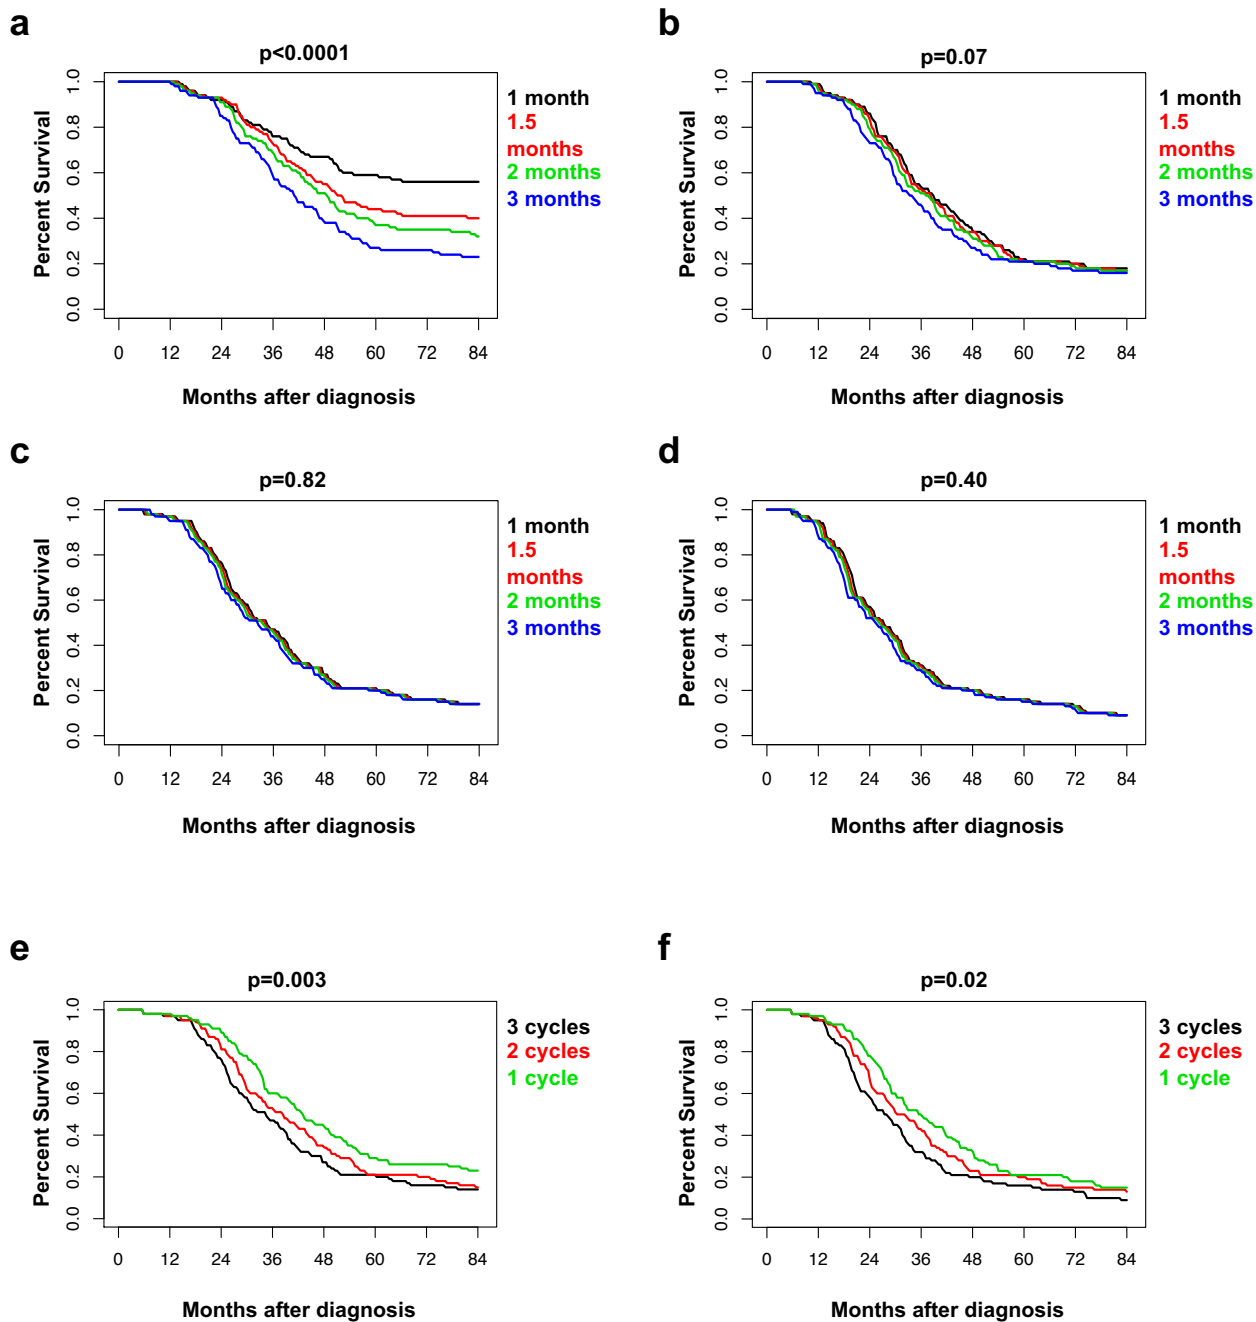 a
p<0.0001
1.0
0.8
0.6
0.4
0.2
0.0
Percent Survival
0 12 24 36 48 60 72 84
Months after diagnosis
1 month
1.5
months
2 months
3 months
b
p=0.07
1.0
0.8
0.6
0.4
0.2
0.0
Percent Survival
0 12 24 36 48 60 72 84
Months after diagnosis
1 month
1.5
months
2 months
3 months
c
p=0.82
1.0
0.8
0.6
0.4
0.2
0.0
Percent Survival
0 12 24 36 48 60 72 84
Months after diagnosis
1 month
1.5
months
2 months
3 months
d
p=0.40
1.0
0.8
0.6
0.4
0.2
0.0
Percent Survival
0 12 24 36 48 60 72 84
Months after diagnosis
1 month
1.5
months
2 months
3 months
e
p=0.003
1.0
0.8
0.6
0.4
0.2
0.0
Percent Survival
0 12 24 36 48 60 72 84
Months after diagnosis
3 cycles
2 cycles
1 cycle
f
p=0.02
1.0
0.8
0.6
0.4
0.2
0.0
Percent Survival
0 12 24 36 48 60 72 84
Months after diagnosis
3 cycles
2 cycles
1 cycle